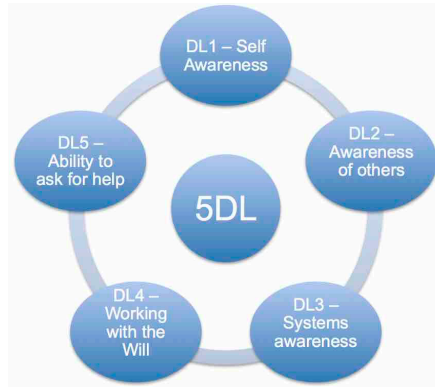 DL1 – Self
Awareness
DL2 –
Awareness
of others
DL3 –
Systems
awareness
DL4 –
Working
with the
Will
DL5 –
Ability to
ask for help
5DL